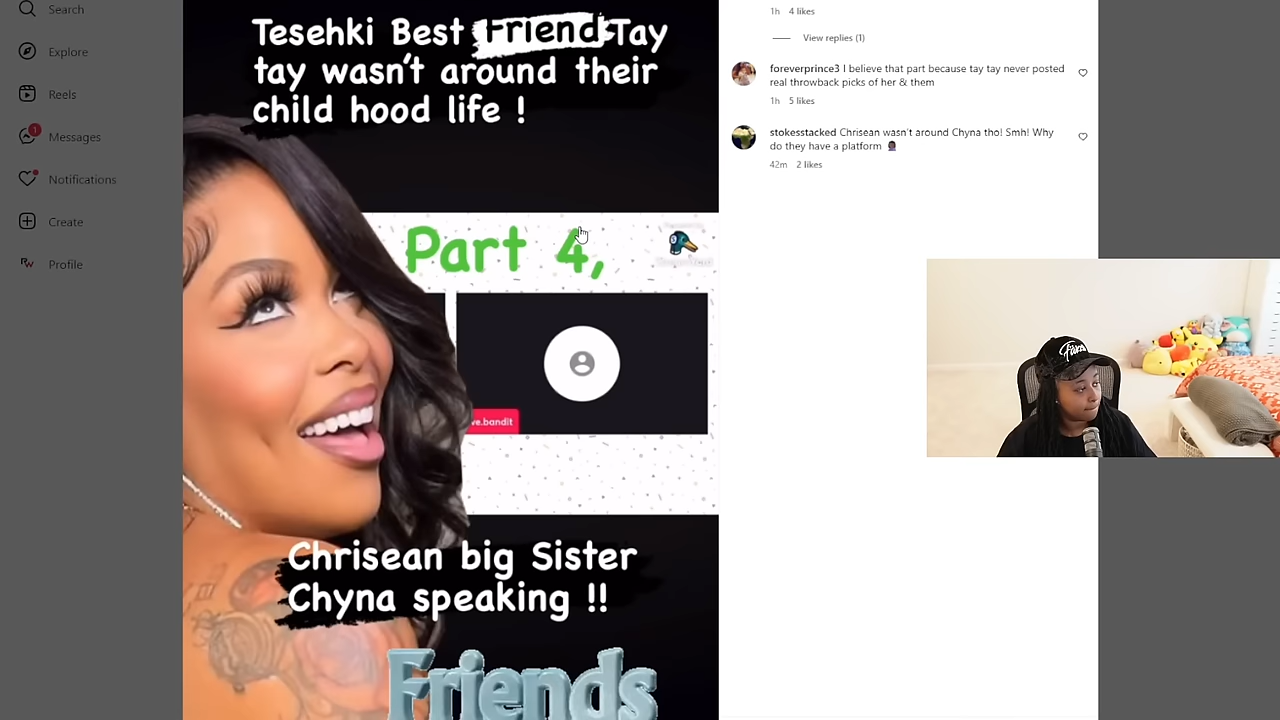 Search
Explore
Reels
1
Messages
Notifications
Create
Profile
Tesehki Best Friend Tay
tay wasn't around their
child hood life !
Part 4,
ve.bandit
Chrisean big Sister
Chyna speaking !!
Friends
1h 4 likes
View replies (1)
foreverprince3 I believe that part because tay tay never posted
real throwback picks of her & them
1h 5 likes
stokesstacked Chrisean wasn't around Chyna tho! Smh! Why
do they have a platform 🤦🏿‍♀️
42m 2 likes